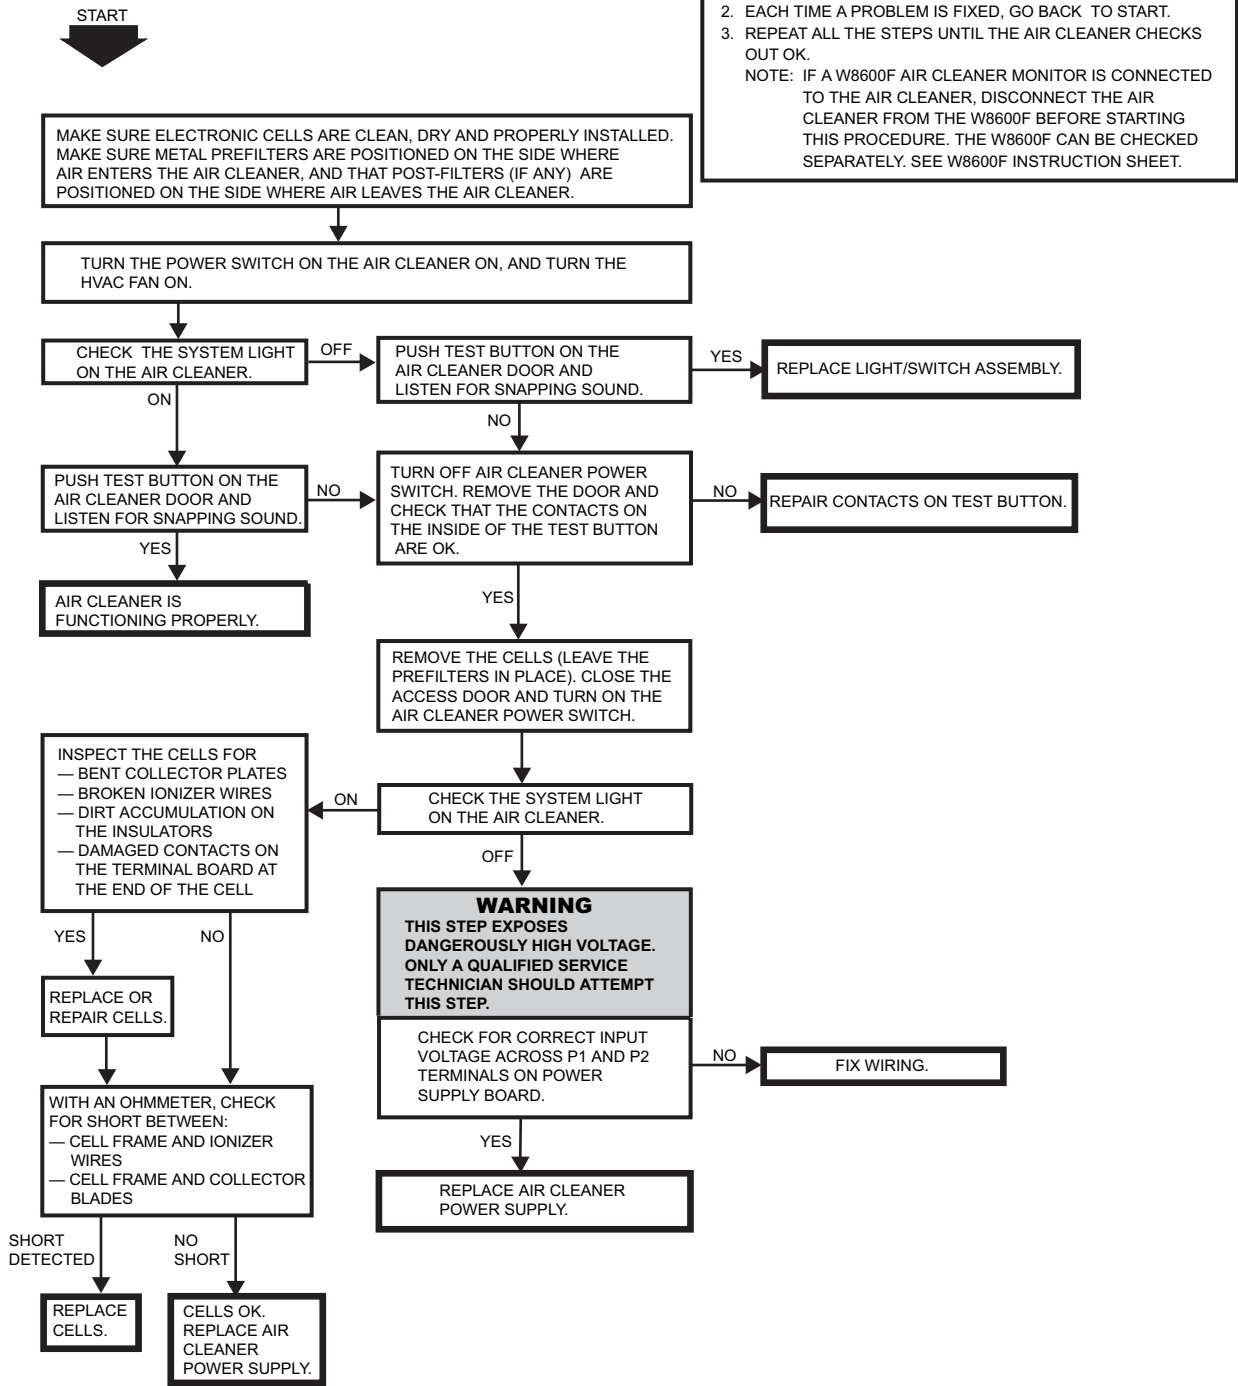 START
2. EACH TIME A PROBLEM IS FIXED, GO BACK TO START.
3. REPEAT ALL THE STEPS UNTIL THE AIR CLEANER CHECKS
OUT OK.
NOTE: IF A W8600F AIR CLEANER MONITOR IS CONNECTED
TO THE AIR CLEANER, DISCONNECT THE AIR
CLEANER FROM THE W8600F BEFORE STARTING
THIS PROCEDURE. THE W8600F CAN BE CHECKED
SEPARATELY. SEE W8600F INSTRUCTION SHEET.
MAKE SURE ELECTRONIC CELLS ARE CLEAN, DRY AND PROPERLY INSTALLED.
MAKE SURE METAL PREFILTERS ARE POSITIONED ON THE SIDE WHERE
AIR ENTERS THE AIR CLEANER, AND THAT POST-FILTERS (IF ANY) ARE
POSITIONED ON THE SIDE WHERE AIR LEAVES THE AIR CLEANER.
TURN THE POWER SWITCH ON THE AIR CLEANER ON, AND TURN THE
HVAC FAN ON.
CHECK THE SYSTEM LIGHT
ON THE AIR CLEANER.
OFF
PUSH TEST BUTTON ON THE
AIR CLEANER DOOR AND
LISTEN FOR SNAPPING SOUND.
YES
REPLACE LIGHT/SWITCH ASSEMBLY.
ON
NO
PUSH TEST BUTTON ON THE
AIR CLEANER DOOR AND
LISTEN FOR SNAPPING SOUND.
NO
TURN OFF AIR CLEANER POWER
SWITCH. REMOVE THE DOOR AND
CHECK THAT THE CONTACTS ON
THE INSIDE OF THE TEST BUTTON
ARE OK.
NO
REPAIR CONTACTS ON TEST BUTTON.
YES
AIR CLEANER IS
FUNCTIONING PROPERLY.
YES
REMOVE THE CELLS (LEAVE THE
PREFILTERS IN PLACE). CLOSE THE
ACCESS DOOR AND TURN ON THE
AIR CLEANER POWER SWITCH.
INSPECT THE CELLS FOR
— BENT COLLECTOR PLATES
— BROKEN IONIZER WIRES
— DIRT ACCUMULATION ON
THE INSULATORS
— DAMAGED CONTACTS ON
THE TERMINAL BOARD AT
THE END OF THE CELL
ON
CHECK THE SYSTEM LIGHT
ON THE AIR CLEANER.
OFF
WARNING
THIS STEP EXPOSES
DANGEROUSLY HIGH VOLTAGE.
ONLY A QUALIFIED SERVICE
TECHNICIAN SHOULD ATTEMPT
THIS STEP.
YES
NO
REPLACE OR
REPAIR CELLS.
CHECK FOR CORRECT INPUT
VOLTAGE ACROSS P1 AND P2
TERMINALS ON POWER
SUPPLY BOARD.
NO
FIX WIRING.
WITH AN OHMMETER, CHECK
FOR SHORT BETWEEN:
— CELL FRAME AND IONIZER
WIRES
— CELL FRAME AND COLLECTOR
BLADES
YES
REPLACE AIR CLEANER
POWER SUPPLY.
SHORT
DETECTED
NO
SHORT
REPLACE
CELLS.
CELLS OK.
REPLACE AIR
CLEANER
POWER SUPPLY.